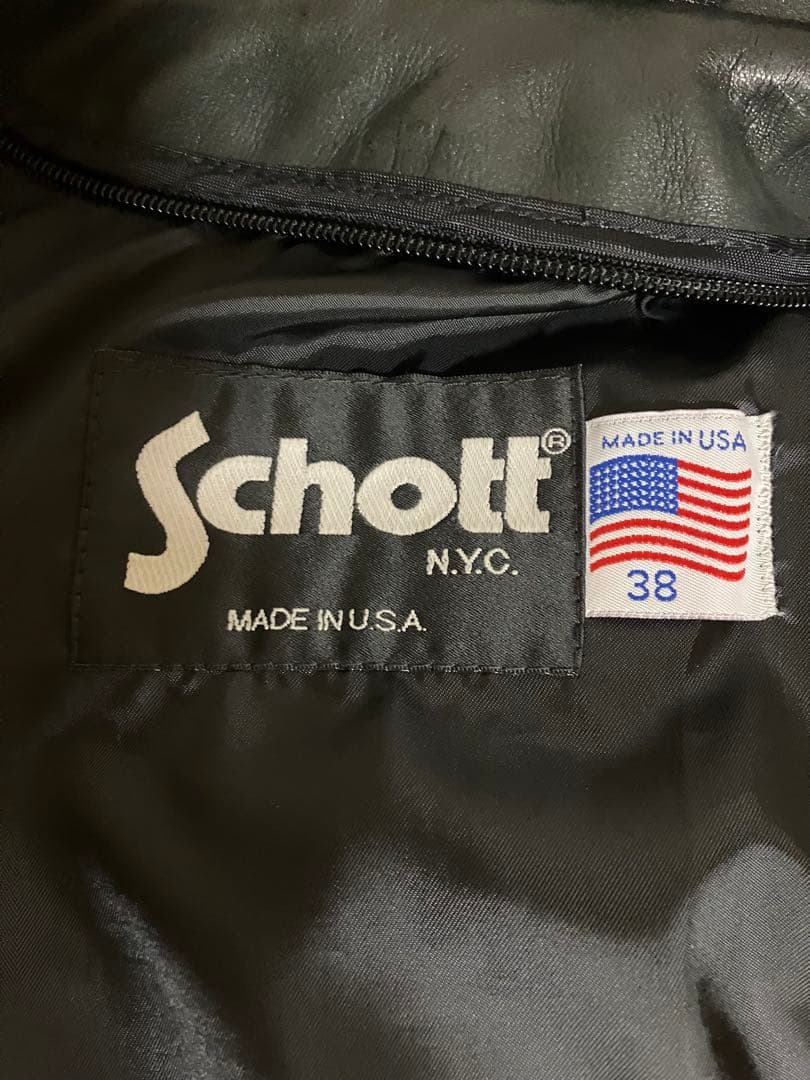 Schott®
N.Y.C.
MADE IN U.S.A.
MADE IN USA
38